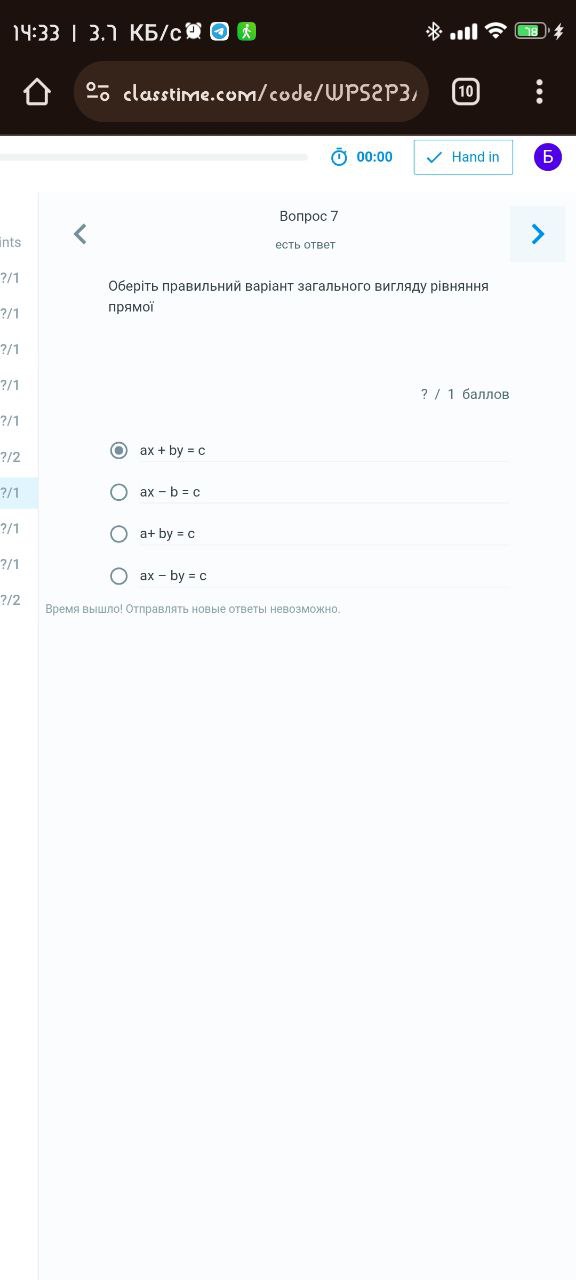 14:33 | 3.7 КБ/с
78
classtime.com/code/WPS2P3
10
00:00
Hand in
Б
Вопрос 7
есть ответ
ints
?/1
?/1
?/1
?/1
?/1
?/2
?/1
?/1
?/1
?/2
Оберіть правильний варіант загального вигляду рівняння
прямої
? / 1 баллов
ax + by = c
ax – b = c
a+ by = c
ax – by = c
Время вышло! Отправлять новые ответы невозможно.